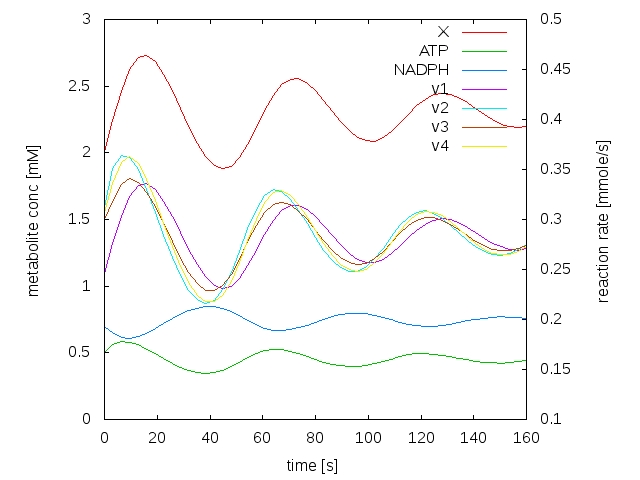 3
2.5
2
1.5
1
0.5
0
0.5
0.45
0.4
0.35
0.3
0.25
0.2
0.15
0.1
X
ATP
NADPH
v1
v2
v3
v4
metabolite conc [mM]
reaction rate [mmole/s]
0 20 40 60 80 100 120 140 160
time [s]